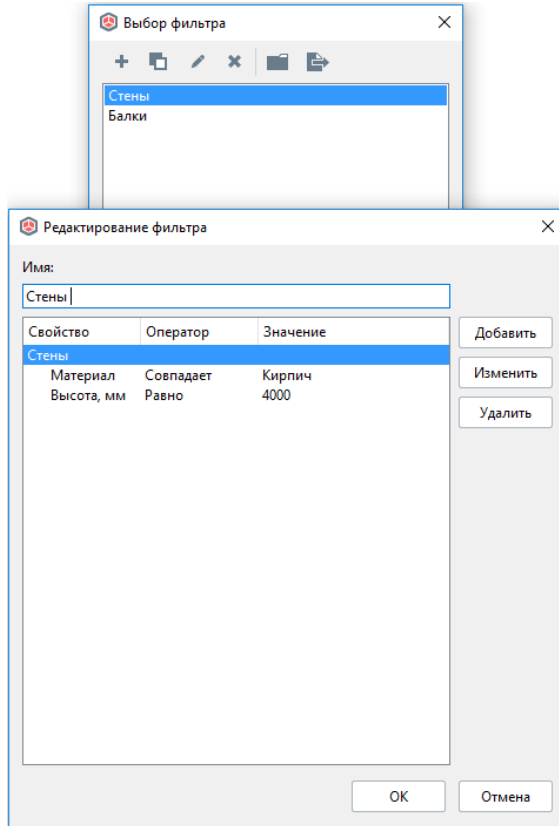 Выбор фильтра
Стены
Балки
Редактирование фильтра
Имя:
Стены
Свойство Оператор Значение
Добавить
Стены
Материал Совпадает Кирпич
Изменить
Высота, мм Равно 4000
Удалить
ОК Отмена